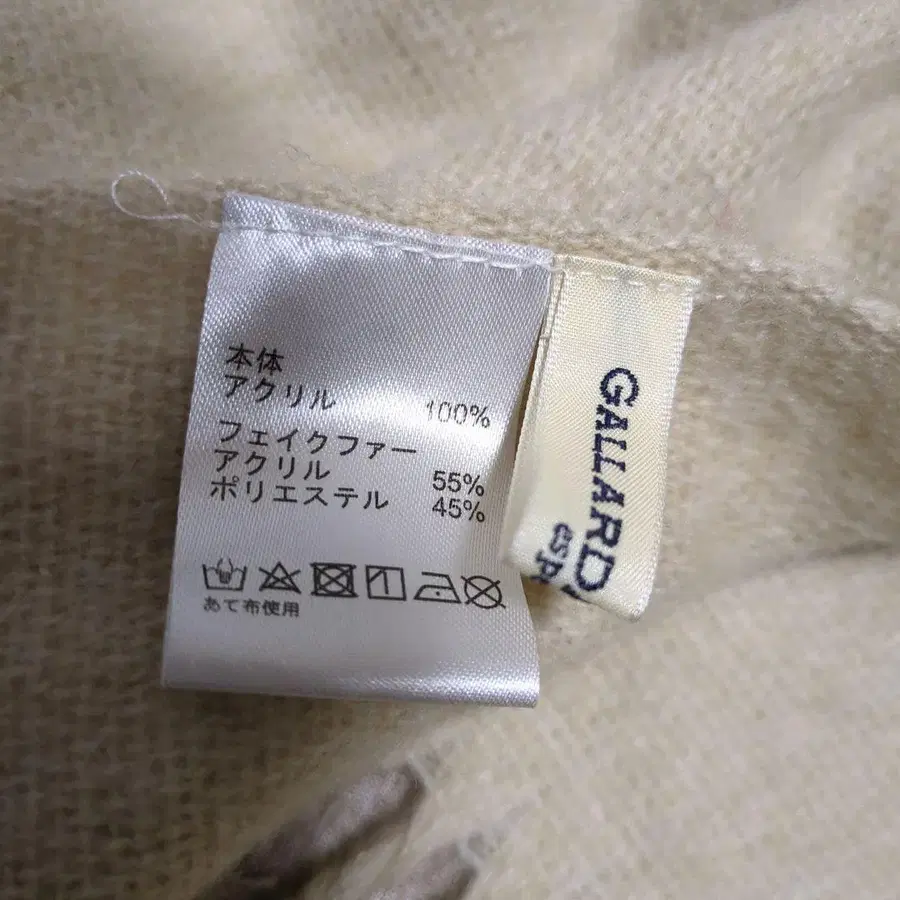 本体
アクリル 100%
フェイクファー
アクリル 55%
ポリエステル 45%
あて布使用
GALLARD